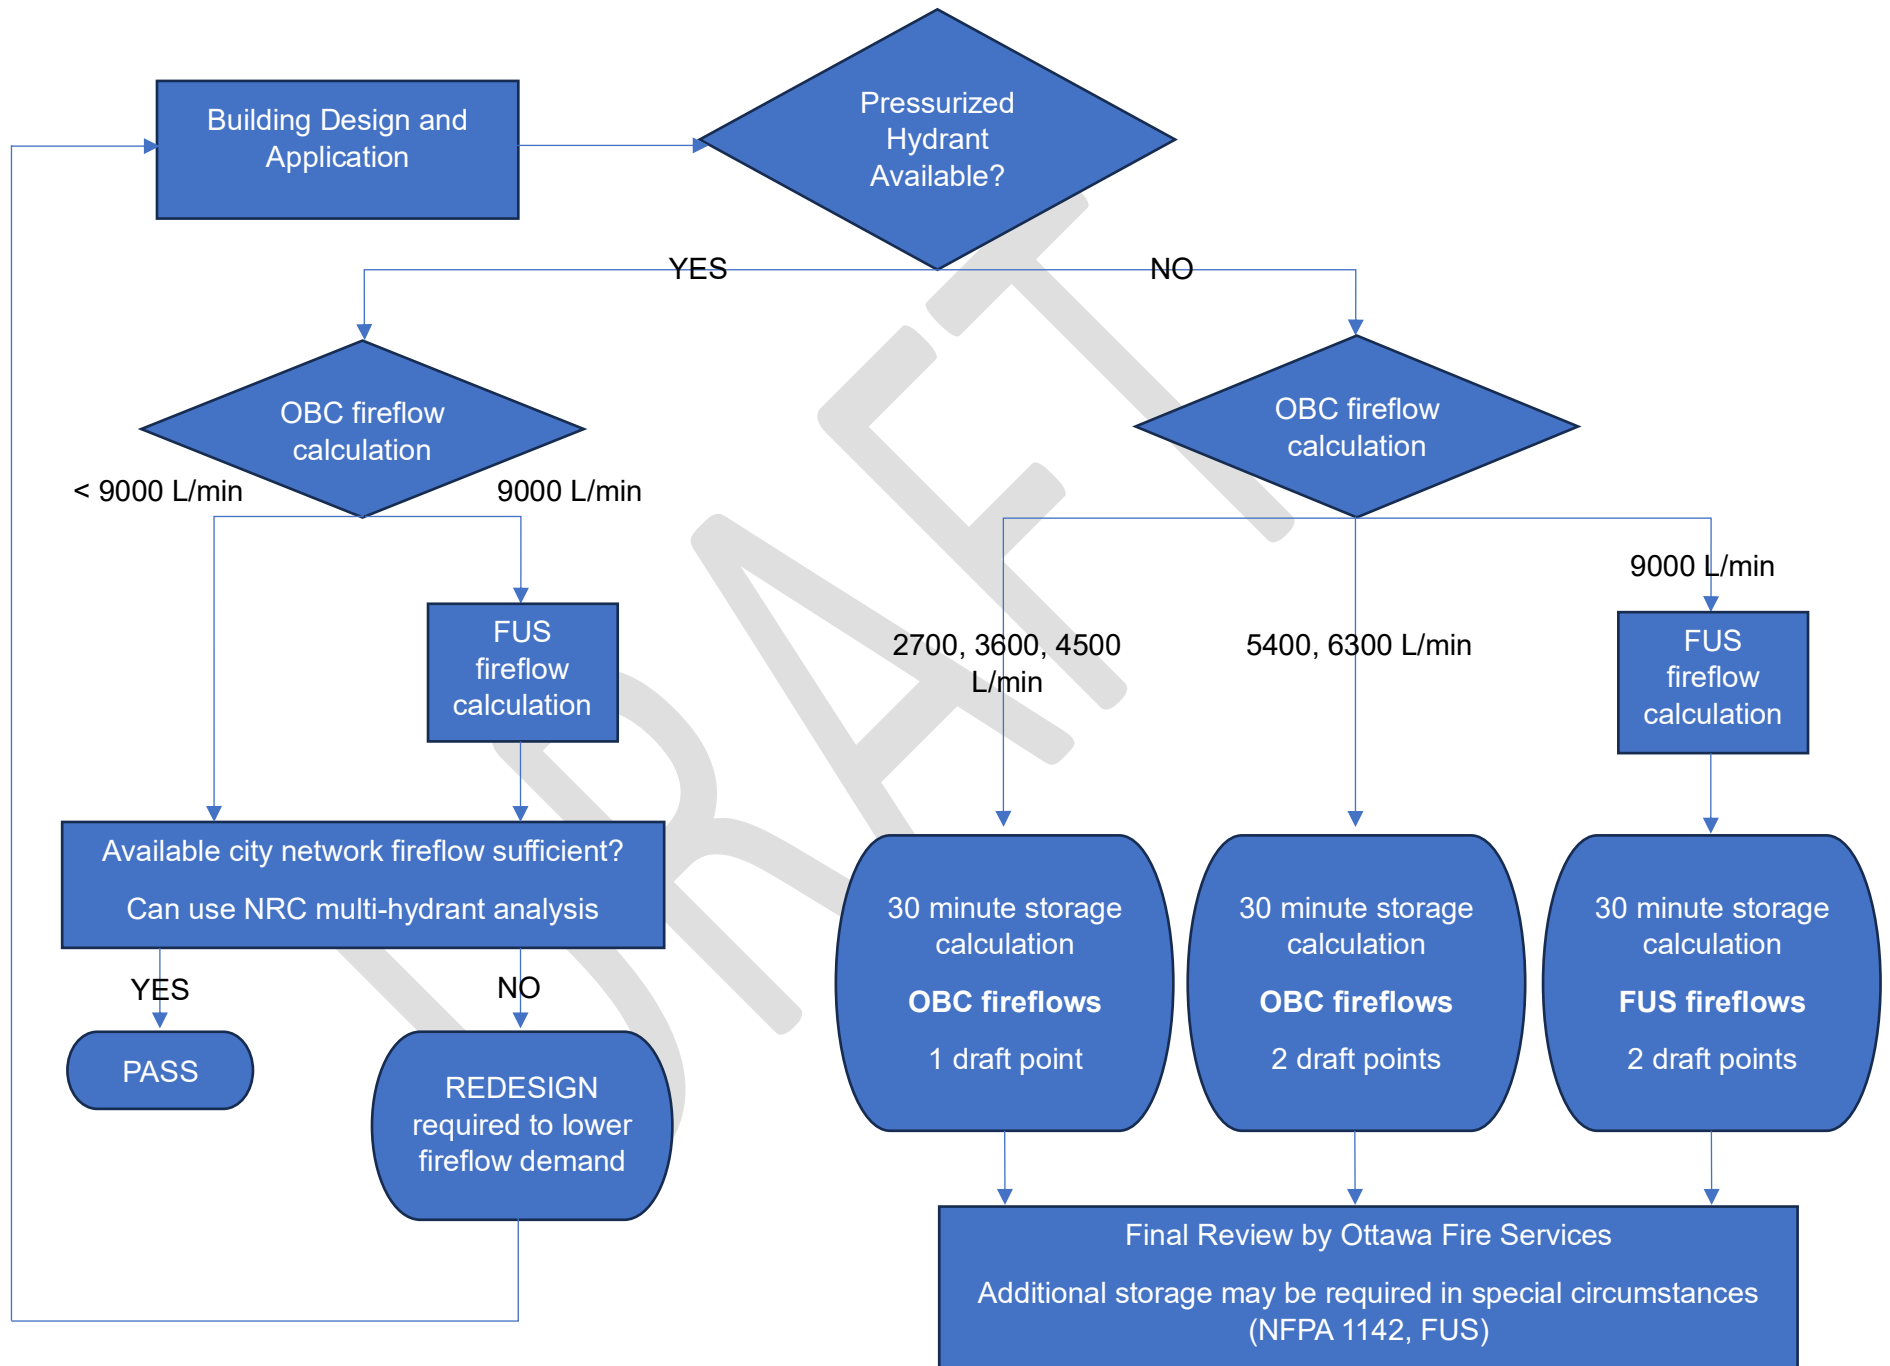 Building Design and
Application
Pressurized
Hydrant
Available?
YES
NO
OBC fireflow
calculation
OBC fireflow
calculation
< 9000 L/min
9000 L/min
9000 L/min
FUS
fireflow
calculation
2700, 3600, 4500
L/min
5400, 6300 L/min
FUS
fireflow
calculation
Available city network fireflow sufficient?
Can use NRC multi-hydrant analysis
30 minute storage
calculation
OBC fireflows
1 draft point
30 minute storage
calculation
OBC fireflows
2 draft points
30 minute storage
calculation
FUS fireflows
2 draft points
YES
NO
PASS
REDESIGN
required to lower
fireflow demand
Final Review by Ottawa Fire Services
Additional storage may be required in special circumstances
(NFPA 1142, FUS)
DRAFT